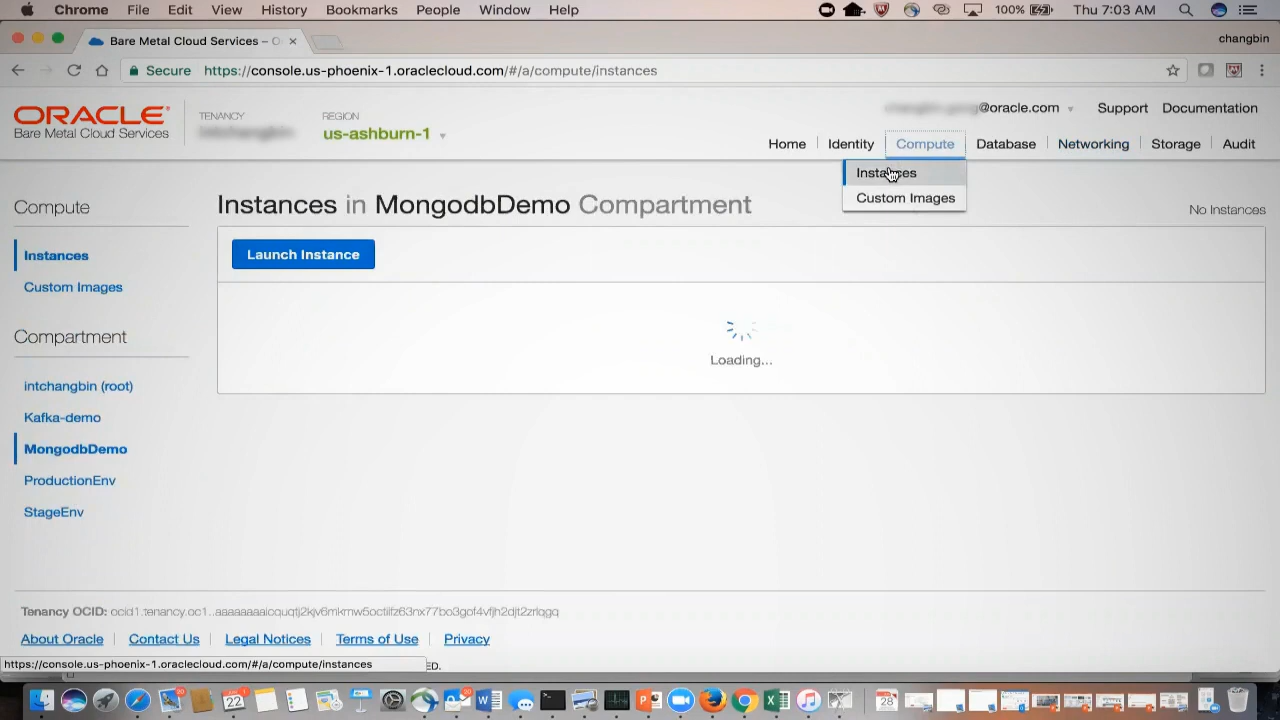 Chrome File Edit View History Bookmarks People Window Help 100% Thu 7:03 AM
Bare Metal Cloud Services – O changbin
Secure https://console.us-phoenix-1.oraclecloud.com/#/a/compute/instances
ORACLE
Bare Metal Cloud Services
TENANCY
REGION
us-ashburn-1
@oracle.com Support Documentation
Home Identity Compute Database Networking Storage Audit
Instances
Custom Images
Compute
Instances
Custom Images
Compartment
intchangbin (root)
Kafka-demo
MongodbDemo
ProductionEnv
StageEnv
Instances in MongodbDemo Compartment
No Instances
Launch Instance
Loading...
Tenancy OCID:
About Oracle Contact Us Legal Notices Terms of Use Privacy
https://console.us-phoenix-1.oraclecloud.com/#/a/compute/instances ED.
22 28